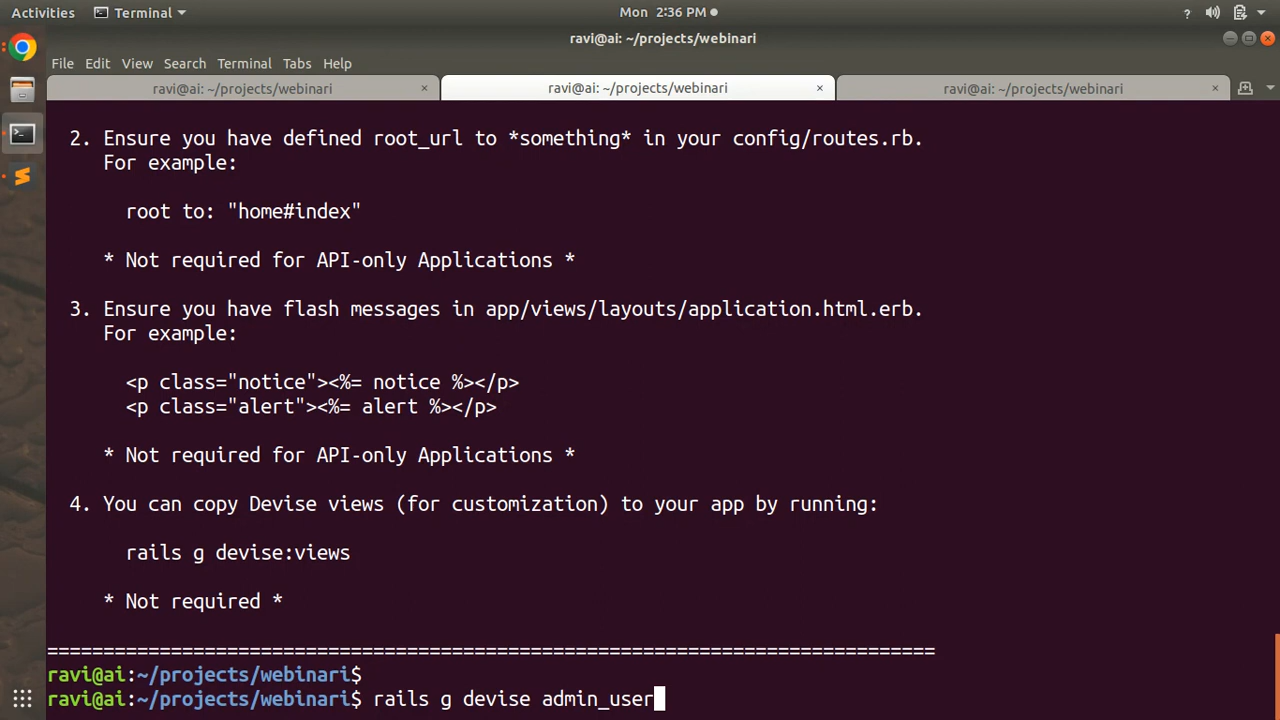 Activities Terminal Mon 2:36 PM
ravi@ai: ~/projects/webinari
File Edit View Search Terminal Tabs Help
ravi@ai: ~/projects/webinari × ravi@ai: ~/projects/webinari × ravi@ai: ~/projects/webinari ×
2. Ensure you have defined root_url to *something* in your config/routes.rb.
For example:
root to: "home#index"
* Not required for API-only Applications *
3. Ensure you have flash messages in app/views/layouts/application.html.erb.
For example:
<p class="notice"><%= notice %></p>
<p class="alert"><%= alert %></p>
* Not required for API-only Applications *
4. You can copy Devise views (for customization) to your app by running:
rails g devise:views
* Not required *
===============================================================================
ravi@ai:~/projects/webinari$
ravi@ai:~/projects/webinari$ rails g devise admin_user